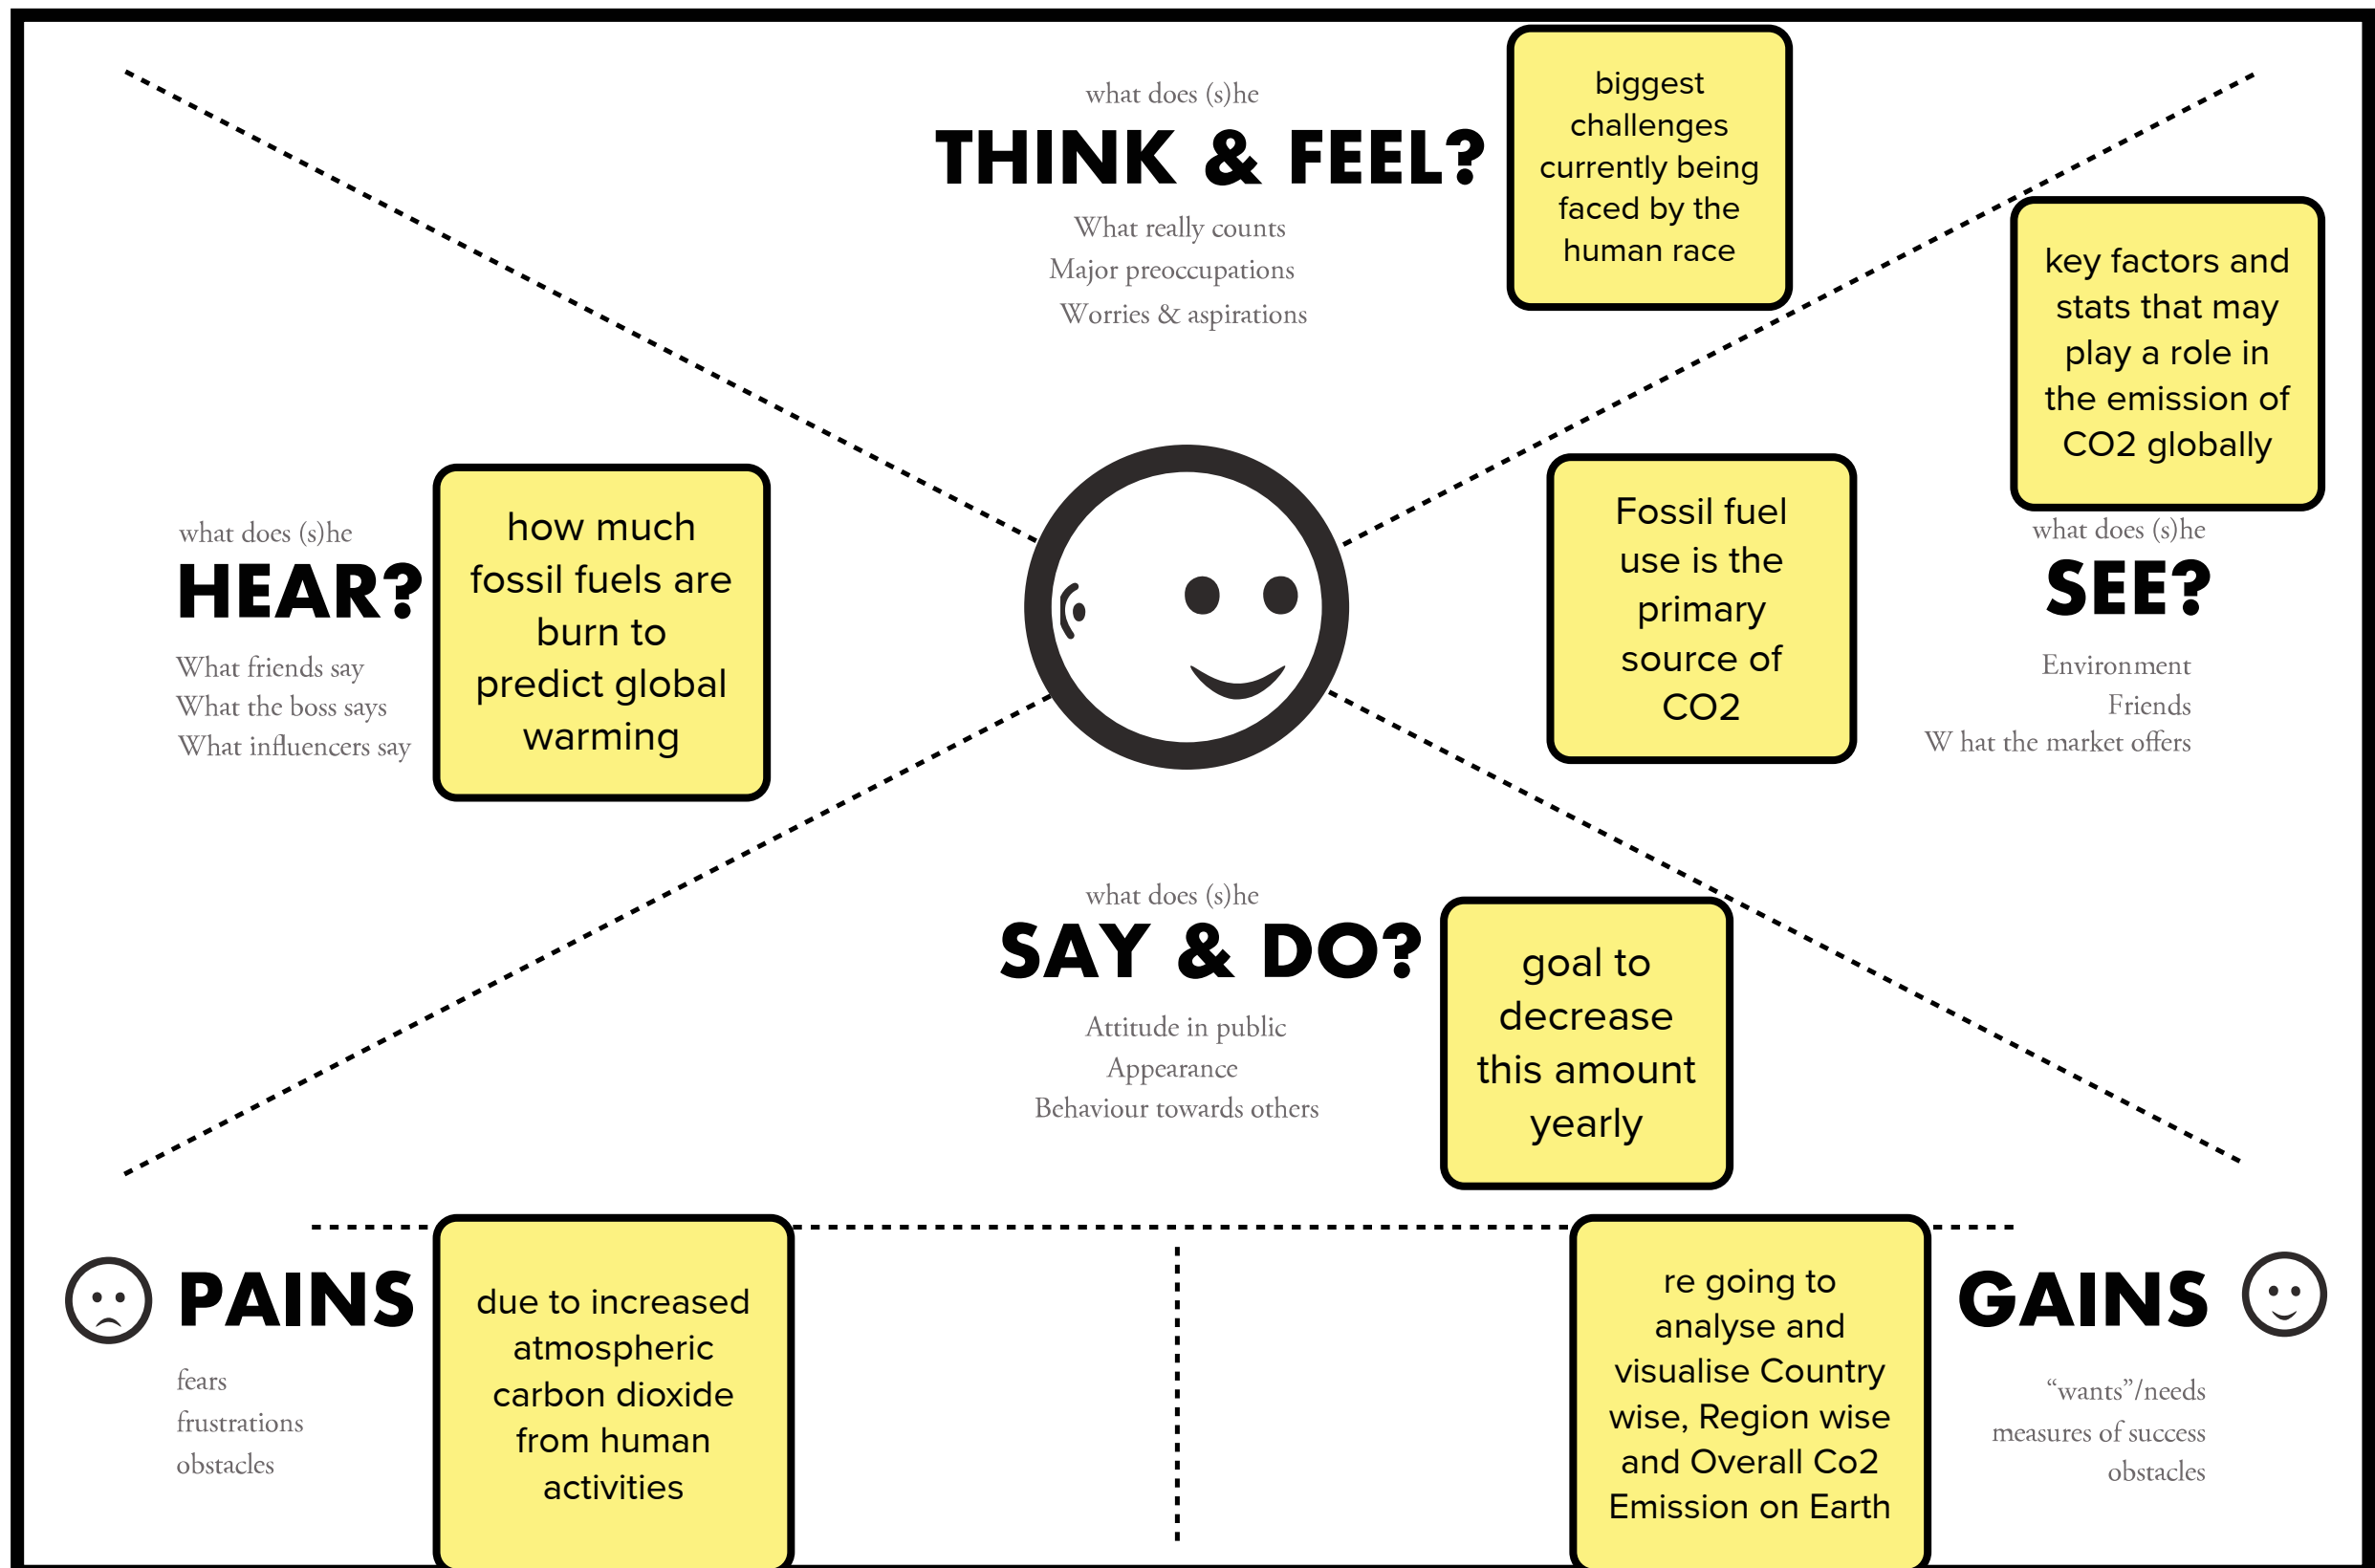 what does (s)he
THINK & FEEL?
What really counts
Major preoccupations
Worries & aspirations
biggest
challenges
currently being
faced by the
human race
key factors and
stats that may
play a role in
the emission of
CO2 globally
what does (s)he
HEAR?
What friends say
What the boss says
What influencers say
how much
fossil fuels are
burn to
predict global
warming
Fossil fuel
use is the
primary
source of
CO2
what does (s)he
SEE?
Environment
Friends
W hat the market offers
what does (s)he
SAY & DO?
Attitude in public
Appearance
Behaviour towards others
goal to
decrease
this amount
yearly
PAINS
fears
frustrations
obstacles
due to increased
atmospheric
carbon dioxide
from human
activities
re going to
analyse and
visualise Country
wise, Region wise
and Overall Co2
Emission on Earth
GAINS
“wants”/needs
measures of success
obstacles